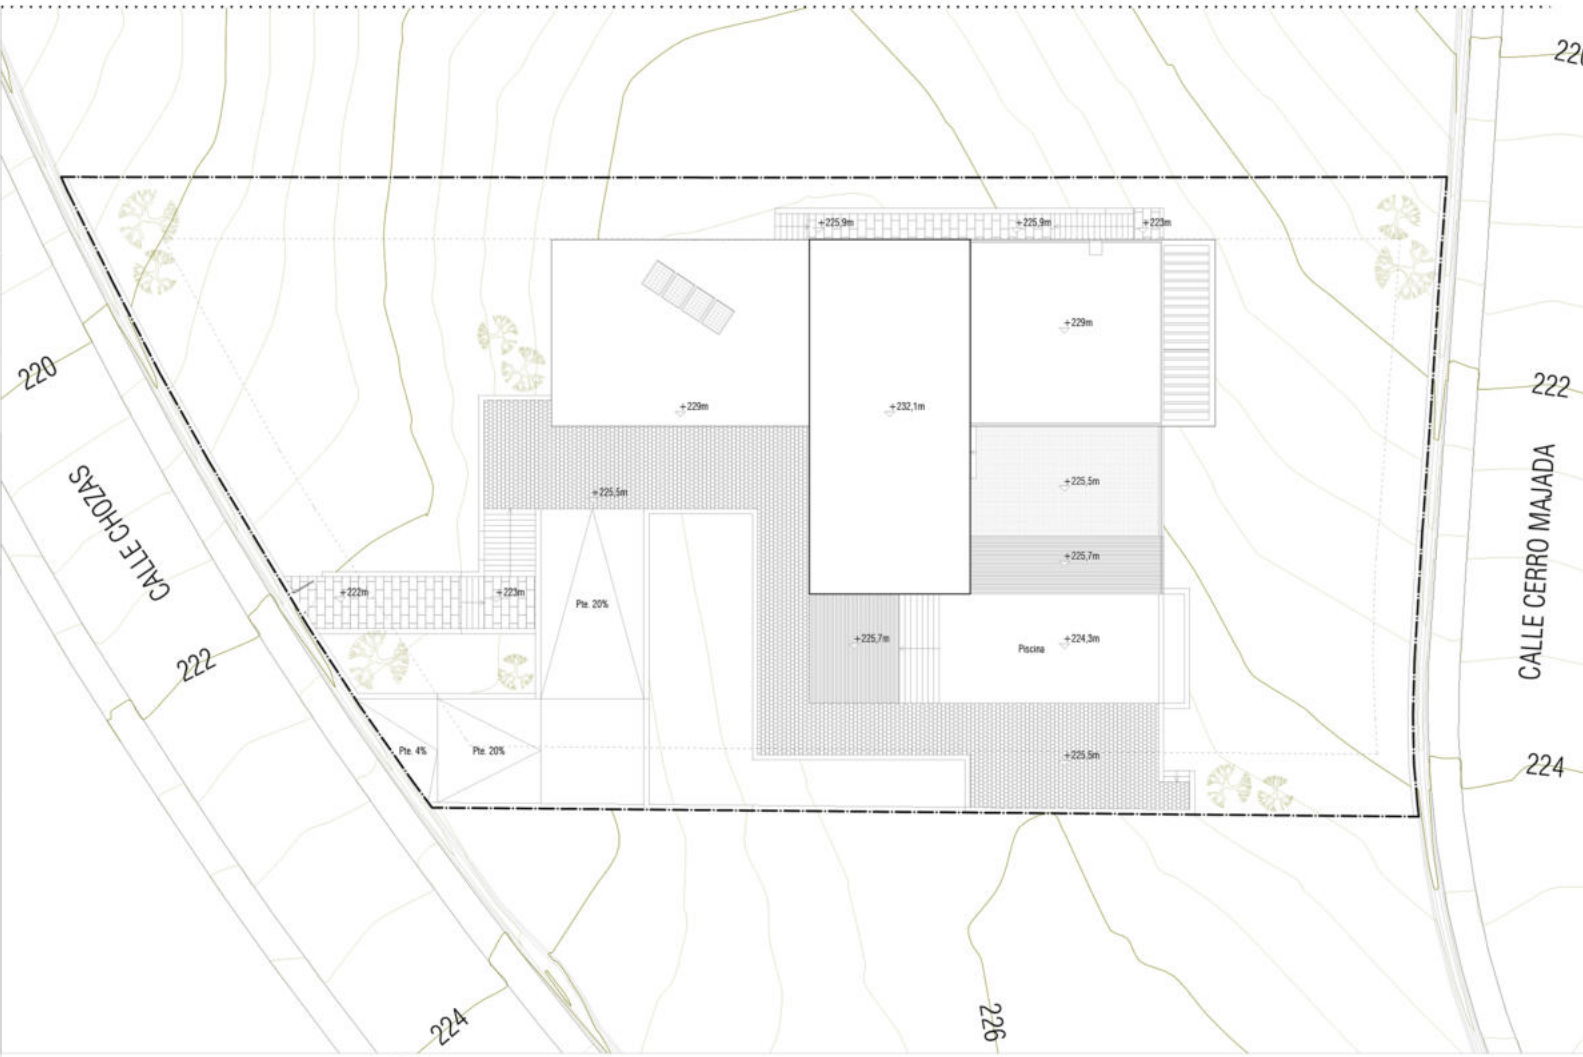 220
+225,9m
+225,9m
+223m
+229m
220
222
+229m
+232,1m
CALLE CHOZAS
+225,5m
+225,5m
CALLE CERRO MAJADA
+225,7m
+222m
+223m
Pte. 20%
+225,7m
Piscina
+224,3m
222
Pte. 4%
Pte. 20%
+225,5m
224
224
226